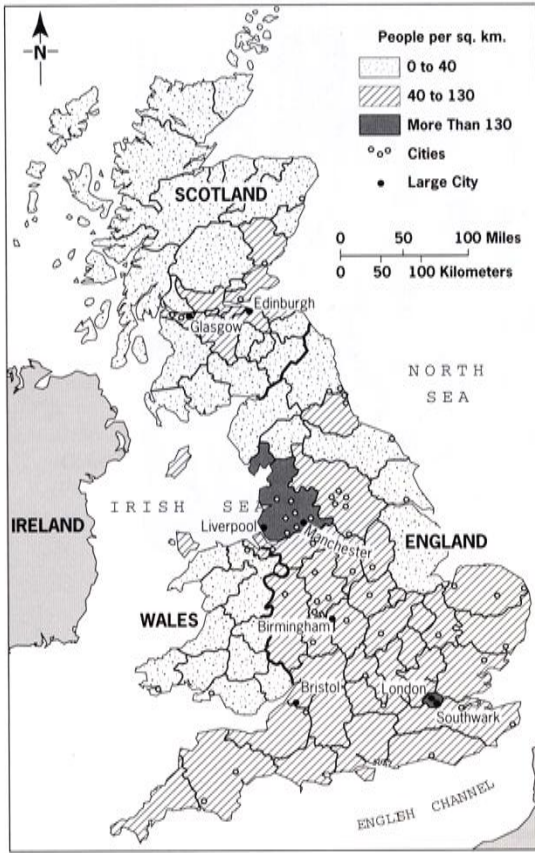 N
People per sq. km.
0 to 40
40 to 130
More Than 130
Cities
Large City
0 50 100 Miles
0 50 100 Kilometers
SCOTLAND
Edinburgh
Glasgow
NORTH
SEA
IRISH SEA
IRELAND
Liverpool
Manchester
ENGLAND
WALES
Birmingham
Bristol
London
Southwark
ENGLISH CHANNEL